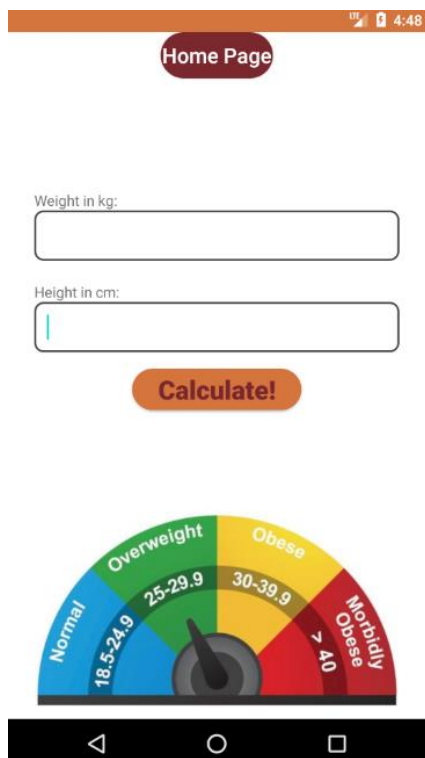 LTE 4:48
Home Page
Weight in kg:
Height in cm:
Calculate!
Normal
18.5-24.9
Overweight
25-29.9
Obese
30-39.9
Morbidly
Obese
> 40